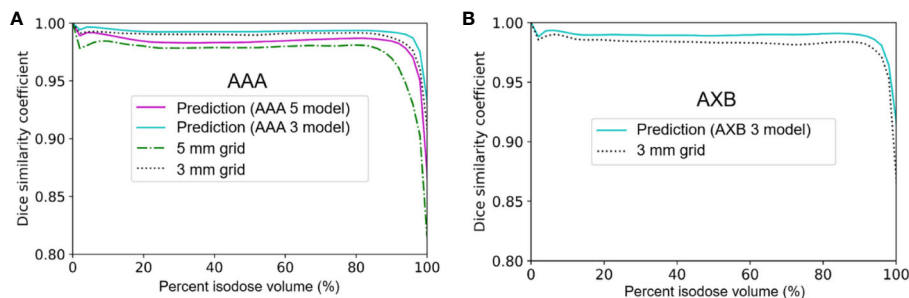 A
Dice similarity coefficient
1.00
0.95
0.90
0.85
0.80
AAA
Prediction (AAA 5 model)
Prediction (AAA 3 model)
5 mm grid
3 mm grid
0 20 40 60 80 100
Percent isodose volume (%)
B
Dice similarity coefficient
1.00
0.95
0.90
0.85
0.80
AXB
Prediction (AXB 3 model)
3 mm grid
0 20 40 60 80 100
Percent isodose volume (%)